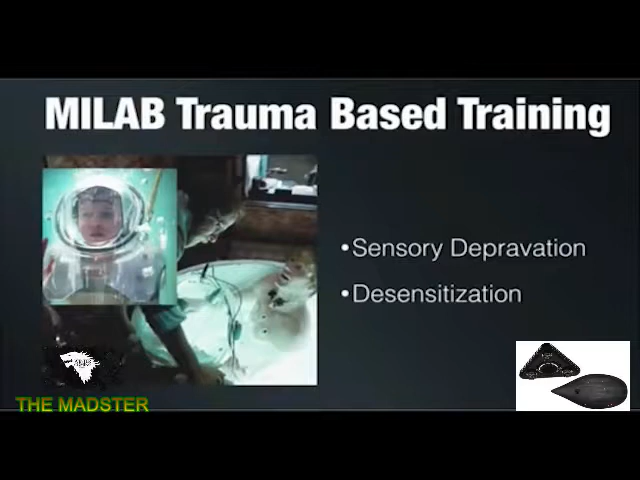 MILAB Trauma Based Training
•Sensory Depravation
•Desensitization
THE MADSTER